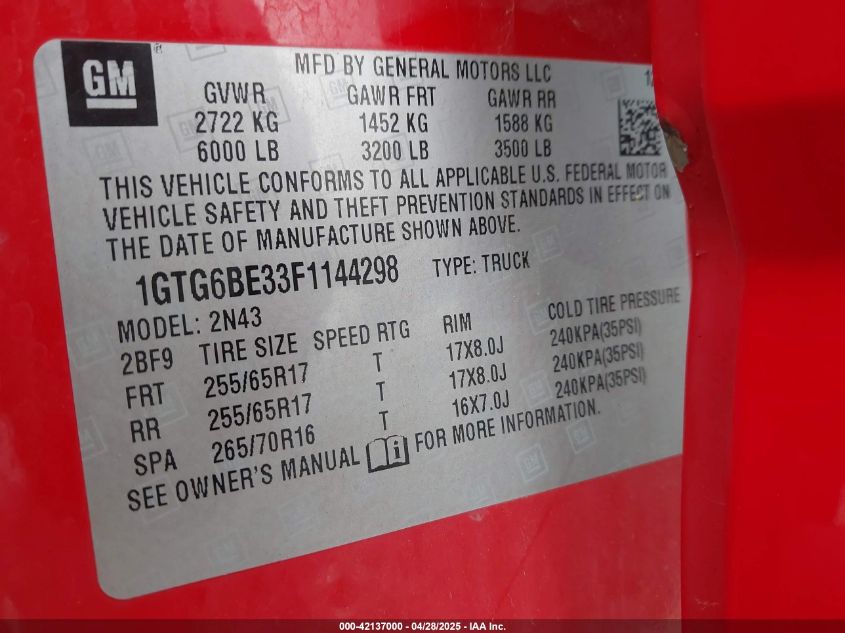 GM
MFD BY GENERAL MOTORS LLC
GVWR GAWR FRT GAWR RR
2722 KG 1452 KG 1588 KG
6000 LB 3200 LB 3500 LB
THIS VEHICLE CONFORMS TO ALL APPLICABLE U.S. FEDERAL MOTOR
VEHICLE SAFETY AND THEFT PREVENTION STANDARDS IN EFFECT ON
THE DATE OF MANUFACTURE SHOWN ABOVE.
1GTG6BE33F1144298 TYPE: TRUCK
MODEL: 2N43
2BF9 TIRE SIZE SPEED RTG RIM COLD TIRE PRESSURE
FRT 255/65R17 T 17X8.0J 240KPA(35PSI)
RR 255/65R17 T 17X8.0J 240KPA(35PSI)
SPA 265/70R16 T 16X7.0J 240KPA(35PSI)
SEE OWNER'S MANUAL FOR MORE INFORMATION.
000-42137000 04/28/2025 - IAA Inc.